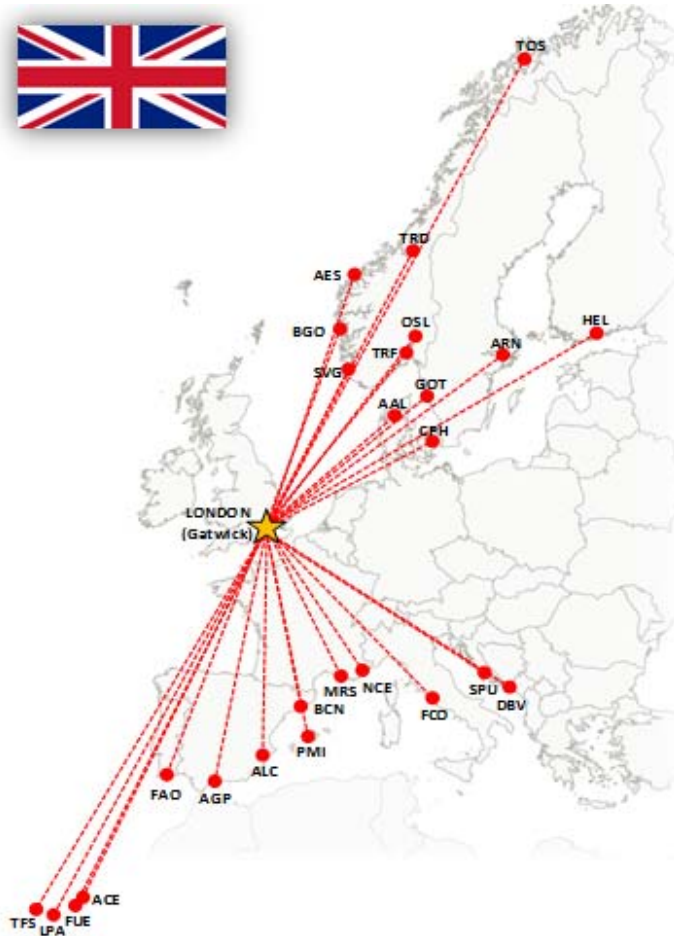 TOS
TRD
AES
BGO
OSL
HEL
TRF
ARN
SVG
GOT
AAL
CPH
LONDON
(Gatwick)
MRS
NCE
SPU
DBV
BCN
FCO
PMI
ALC
FAO
AGP
ACE
TFS
LPA
FUE